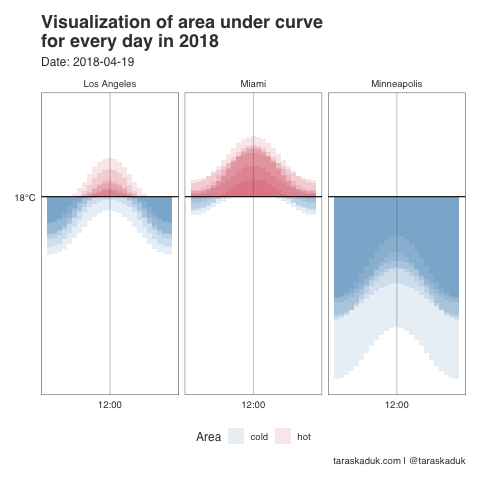 Visualization of area under curve
for every day in 2018
Date: 2018-04-19
Los Angeles Miami Minneapolis
18°C
12:00 12:00 12:00
Area cold hot
taraskaduk.com | @taraskaduk